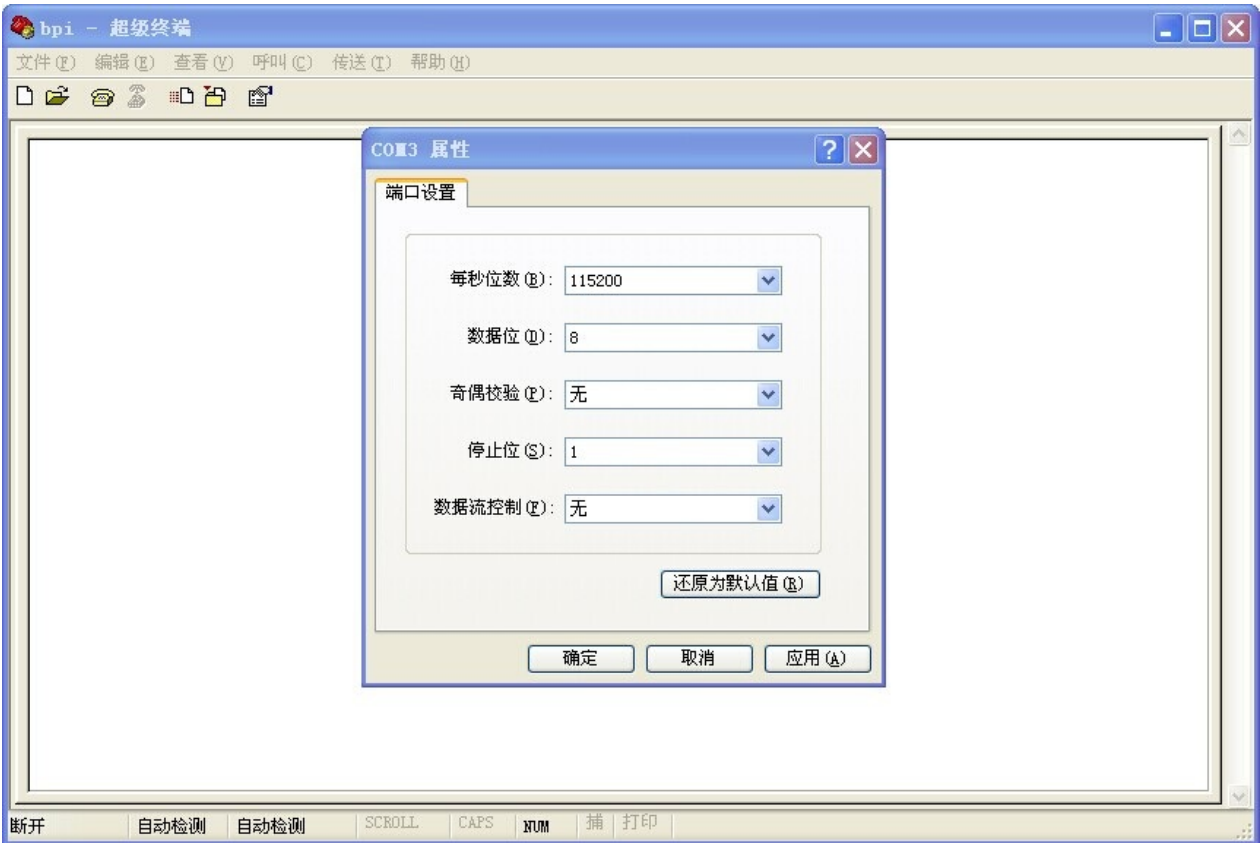 bpi - 超级终端
文件(F) 编辑(E) 查看(V) 呼叫(C) 传送(T) 帮助(H)
COM3 属性
端口设置
每秒位数(B): 115200
数据位(D): 8
奇偶校验(P): 无
停止位(S): 1
数据流控制(F): 无
还原为默认值(R)
确定 取消 应用(A)
断开 自动检测 自动检测 SCROLL CAPS NUM 捕 打印